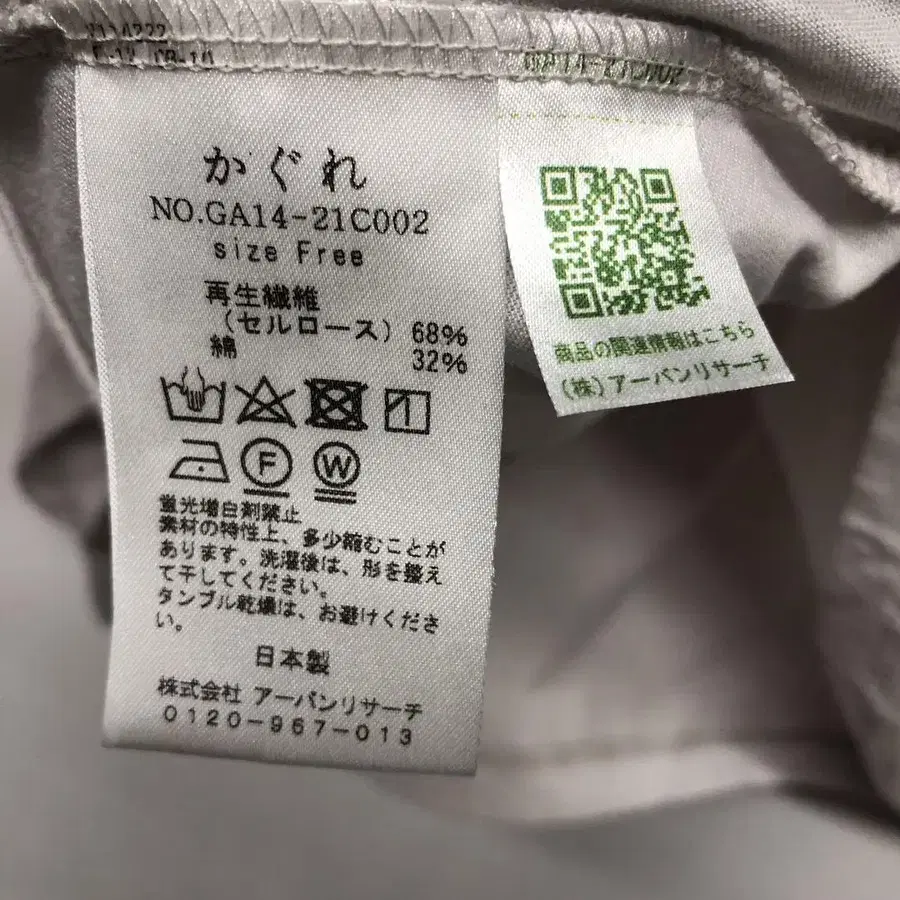 GA14-21C002
かぐれ
NO.GA14-21C002
size Free
再生繊維
(セルロース) 68%
綿 32%
F
W
蛍光増白剤禁止
素材の特性上、多少縮むことが
あります。洗濯後は、形を整え
て干してください。
タンブル乾燥は、お避けくださ
い。
日本製
株式会社 アーバンリサーチ
0120-967-013
商品の関連情報はこちら
(株)アーバンリサーチ